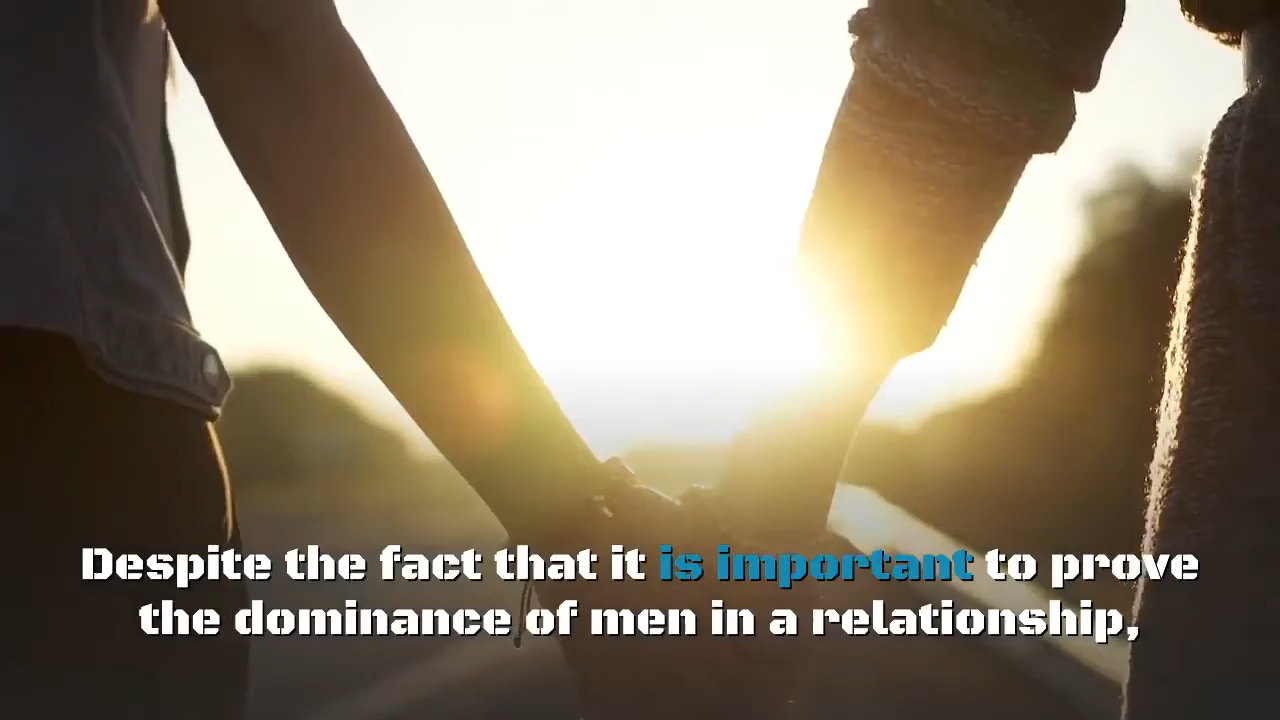 Despite the fact that it is important to prove
the dominance of men in a relationship,